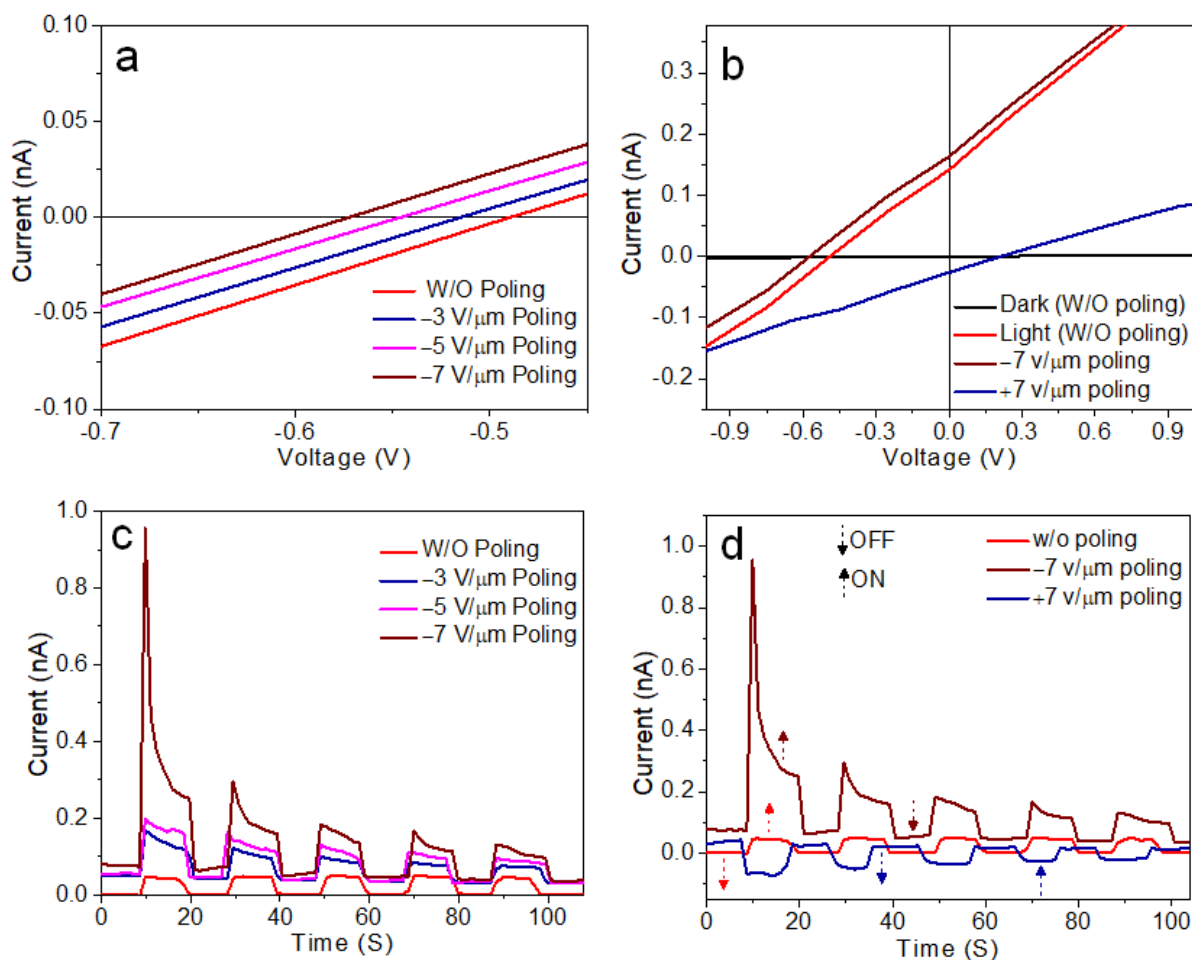 a
0.10
0.05
0.00
-0.05
-0.10
Current (nA)
-0.7
-0.6
-0.5
Voltage (V)
W/O Poling
−3 V/μm Poling
−5 V/μm Poling
−7 V/μm Poling
b
0.3
0.2
0.1
0.0
-0.1
-0.2
Current (nA)
-0.9
-0.6
-0.3
0.0
0.3
0.6
0.9
Voltage (V)
Dark (W/O poling)
Light (W/O poling)
−7 v/μm poling
+7 v/μm poling
c
1.0
0.8
0.6
0.4
0.2
0.0
Current (nA)
0
20
40
60
80
100
Time (S)
W/O Poling
−3 V/μm Poling
−5 V/μm Poling
−7 V/μm Poling
d
1.0
0.8
0.6
0.4
0.2
0.0
Current (nA)
0
20
40
60
80
100
Time (S)
OFF
ON
w/o poling
−7 v/μm poling
+7 v/μm poling